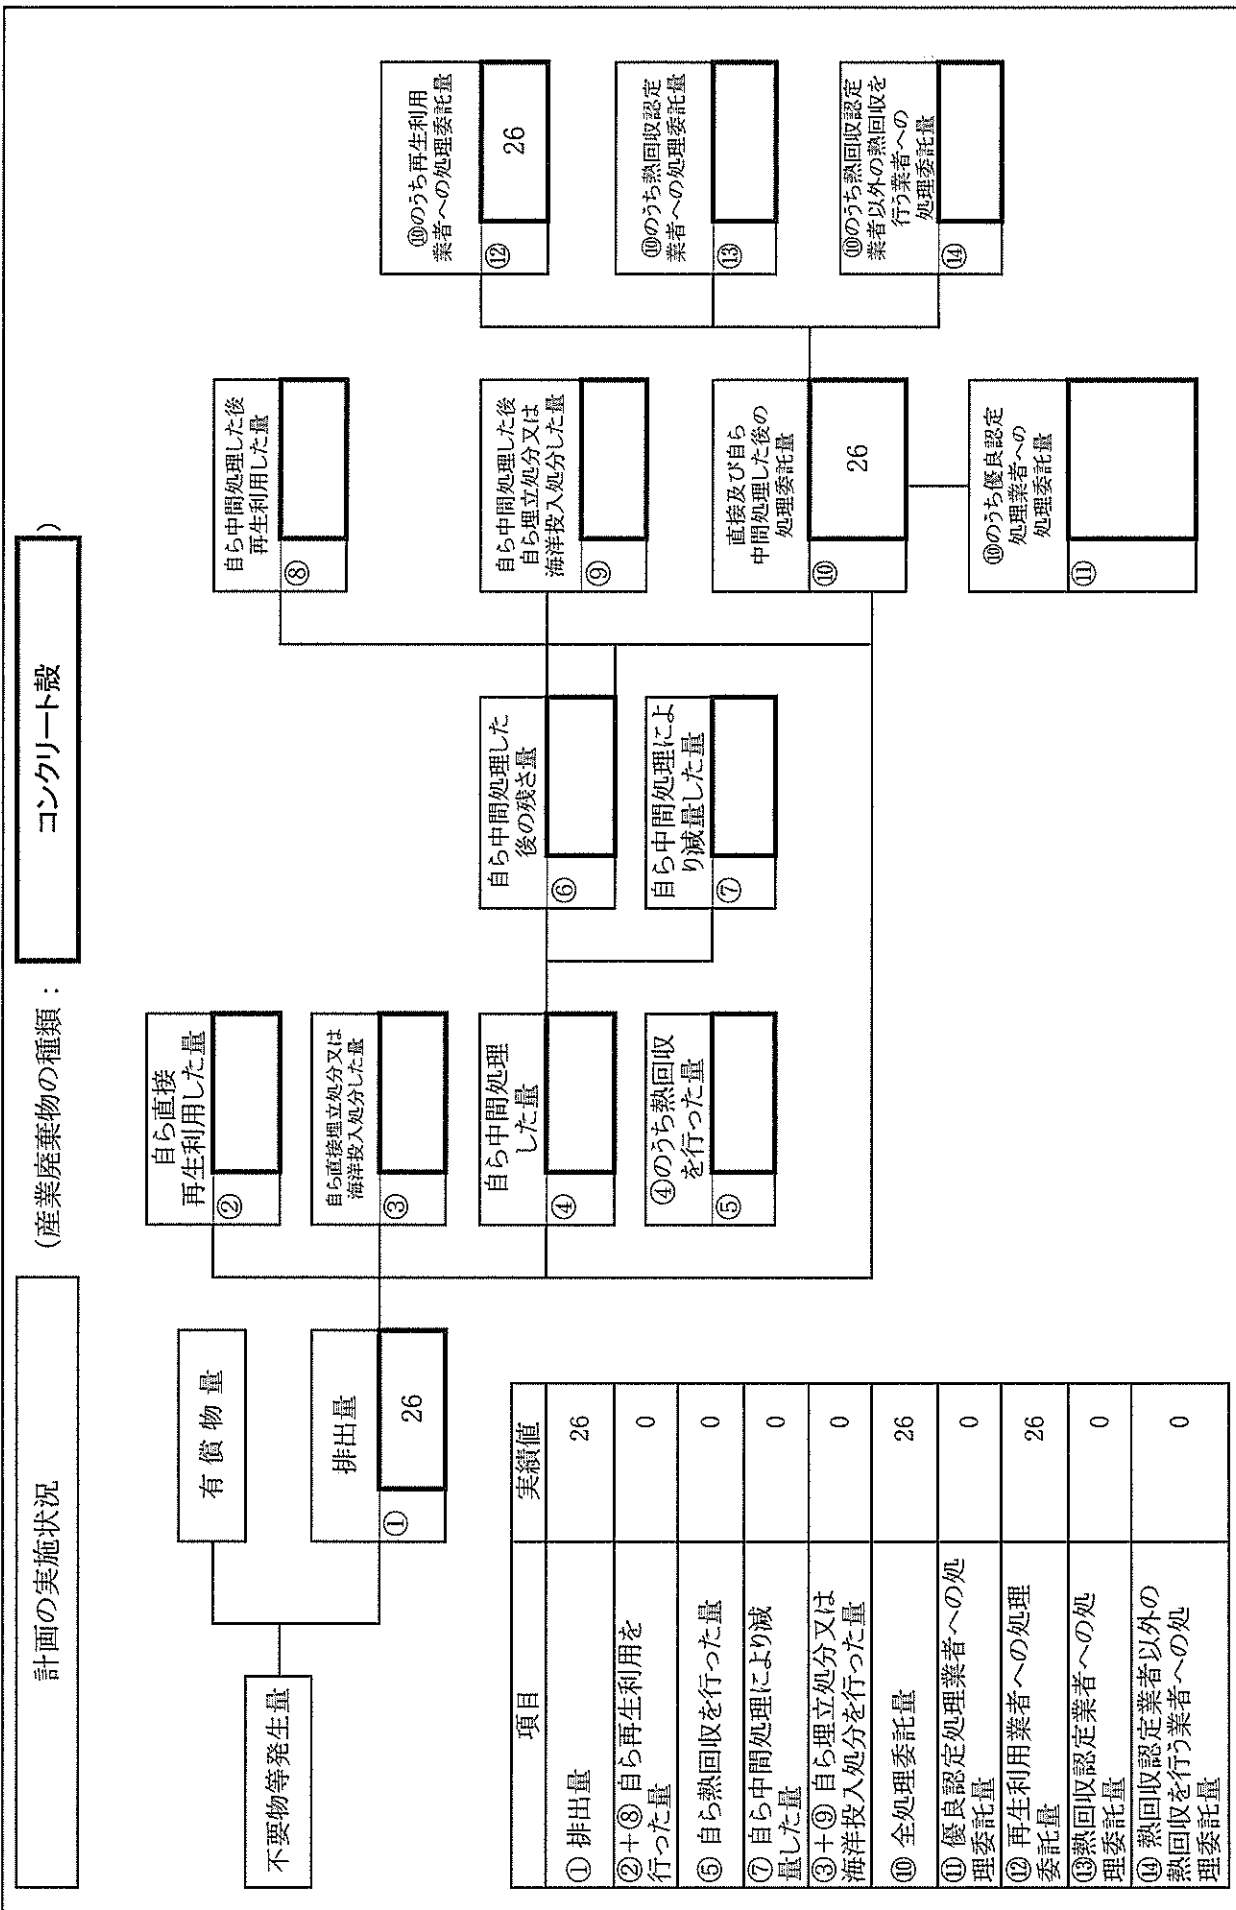 計画の実施状況
(産業廃棄物の種類：
コンクリート殻
)
不要物等発生量
有 償 物 量
排出量
①
26
自ら直接
再生利用した量
②
自ら直接埋立処分又は
海洋投入処分した量
③
自ら中間処理
した量
④
④のうち熱回収
を行った量
⑤
自ら中間処理した
後の残さ量
⑥
自ら中間処理によ
り減量した量
⑦
自ら中間処理した後
再生利用した量
⑧
自ら中間処理した後
自ら埋立処分又は
海洋投入処分した量
⑨
直接及び自ら
中間処理した後の
処理委託量
⑩
26
⑩のうち優良認定
処理業者への
処理委託量
⑪
⑩のうち再生利用
業者への処理委託量
⑫
26
⑩のうち熱回収認定
業者への処理委託量
⑬
⑩のうち熱回収認定
業者以外の熱回収を
行う業者への
処理委託量
⑭
項目 実績値
① 排出量 26
②＋⑧ 自ら再生利用を
行った量 0
⑤ 自ら熱回収を行った量 0
⑦ 自ら中間処理により減
量した量 0
③＋⑨ 自ら埋立処分又は
海洋投入処分を行った量 0
⑩ 全処理委託量 26
⑪ 優良認定処理業者への処
理委託量 0
⑫ 再生利用業者への処理
委託量 26
⑬熱回収認定業者への処
理委託量 0
⑭ 熱回収認定業者以外の
熱回収を行う業者への処
理委託量 0